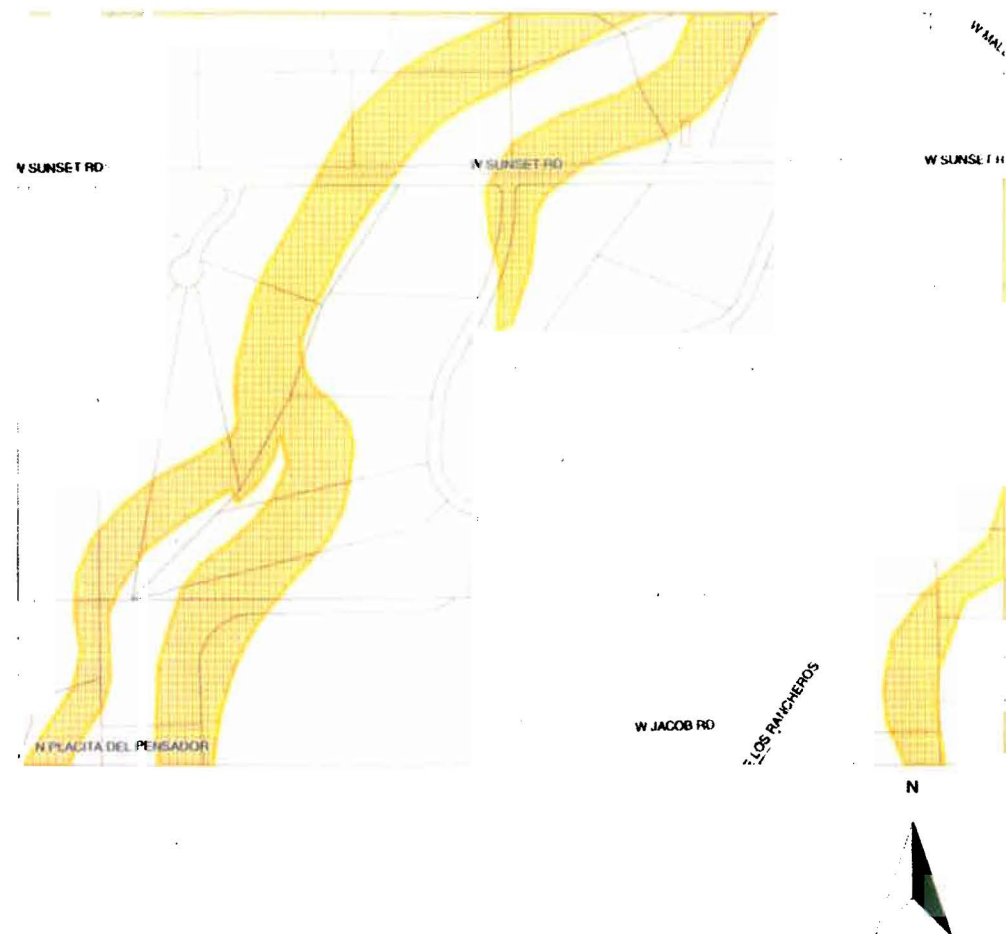 W SUNSET RD
W SUNSET RD
W SUNSET
N PLACITA DEL PENSADOR
W JACOB RD
LOS RANCHEROS
N